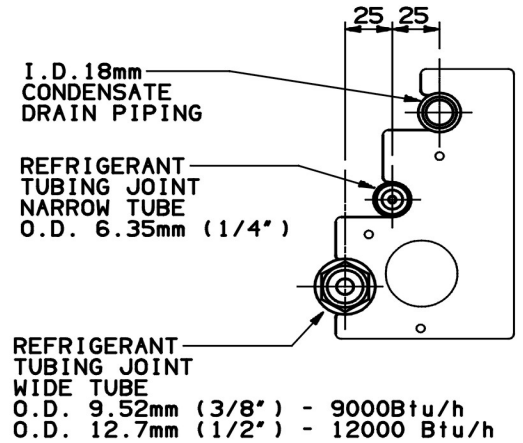 25 25
I.D.18mm
CONDENSATE
DRAIN PIPING
REFRIGERANT
TUBING JOINT
NARROW TUBE
O.D. 6.35mm (1/4″)
REFRIGERANT
TUBING JOINT
WIDE TUBE
O.D. 9.52mm (3/8″) - 9000Btu/h
O.D. 12.7mm (1/2″) - 12000 Btu/h